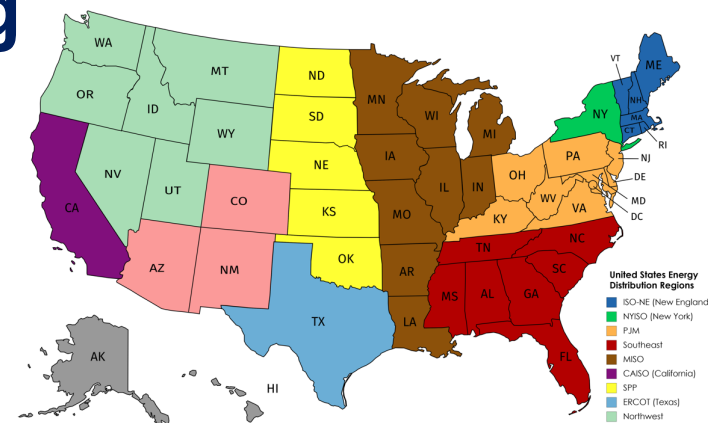 g
WA
MT
ND
MN
VT
ME
OR
ID
SD
WI
MI
NY
NH
MA
CT
RI
WY
NE
IA
PA
NJ
NV
UT
CO
IL
IN
OH
DE
MD
DC
CA
KS
MO
KY
WV
VA
AZ
NM
OK
AR
TN
NC
SC
MS
AL
GA
TX
LA
FL
AK
HI
United States Energy
Distribution Regions
ISO-NE (New England
NYISO (New York)
PJM
Southeast
MISO
CAISO (California)
SPP
ERCOT (Texas)
Northwest